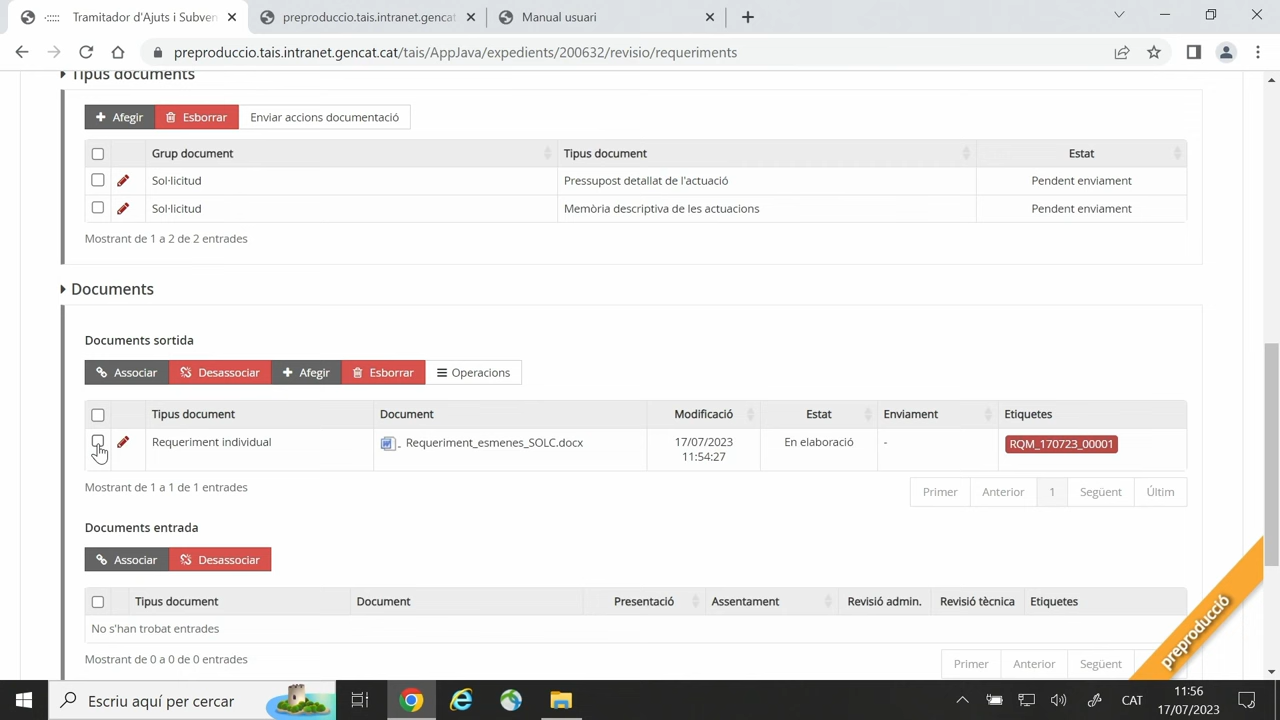 Tramitador d'Ajuts i Subven
preproduccio.tais.intranet.gencat
Manual usuari
preproduccio.tais.intranet.gencat.cat/tais/AppJava/expedients/200632/revisio/requeriments
Tipus documents
Afegir Esborrar Enviar accions documentació
Grup document Tipus document Estat
Sol·licitud Pressupost detallat de l'actuació Pendent enviament
Sol·licitud Memòria descriptiva de les actuacions Pendent enviament
Mostrant de 1 a 2 de 2 entrades
Documents
Documents sortida
Associar Desassociar Afegir Esborrar Operacions
Tipus document Document Modificació Estat Enviament Etiquetes
Requeriment individual Requeriment_esmenes_SOLC.docx 17/07/2023 En elaboració - RQM_170723_00001
11:54:27
Mostrant de 1 a 1 de 1 entrades
Primer Anterior 1 Següent Últim
Documents entrada
Associar Desassociar
Tipus document Document Presentació Assentament Revisió admin. Revisió tècnica Etiquetes
No s'han trobat entrades
Mostrant de 0 a 0 de 0 entrades
Primer Anterior Següent
preproducció
Escriu aquí per cercar
CAT
11:56
17/07/2023